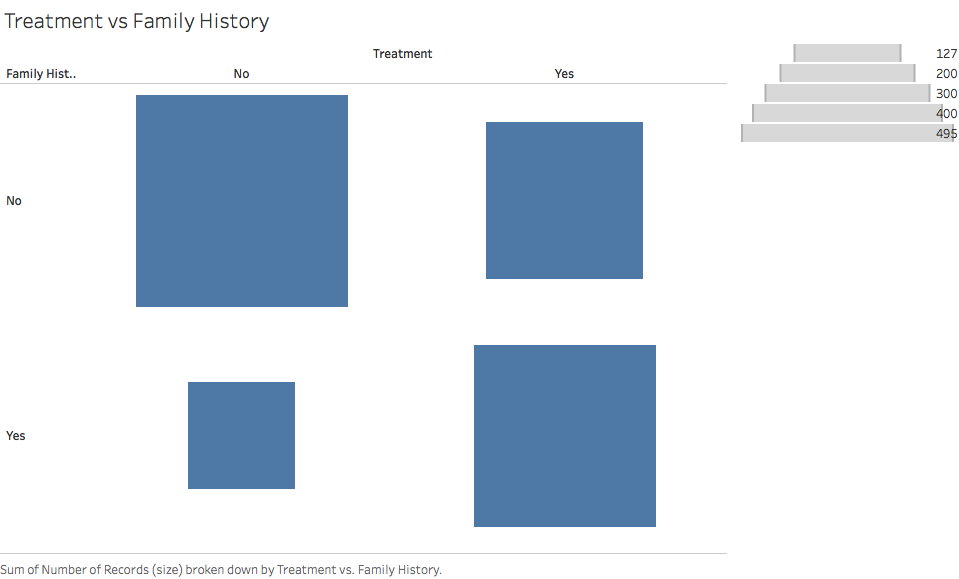 Treatment vs Family History
Treatment
Family Hist.. No Yes
No
Yes
127
200
300
400
495
Sum of Number of Records (size) broken down by Treatment vs. Family History.